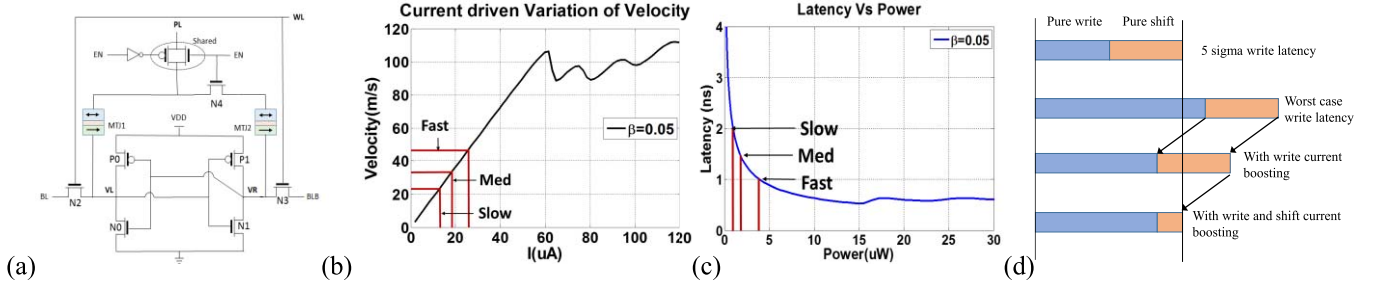 WL
PL
Shared
EN
EN
N4
MTJ1
VDD
MTJ2
P0
P1
BL
N2
VL
VR
N3
BLB
N0
N1
(a)
Current driven Variation of Velocity
Velocity(m/s)
120
100
80
60
40
20
0
0 20 40 60 80 100 120
I(uA)
β=0.05
Fast
Med
Slow
(b)
Latency Vs Power
Latency (ns)
4
3
2
1
0
0 5 10 15 20 25 30
Power(uW)
β=0.05
Slow
Med
Fast
(c)
Pure write Pure shift
5 sigma write latency
Worst case
write latency
With write current
boosting
With write and shift current
boosting
(d)